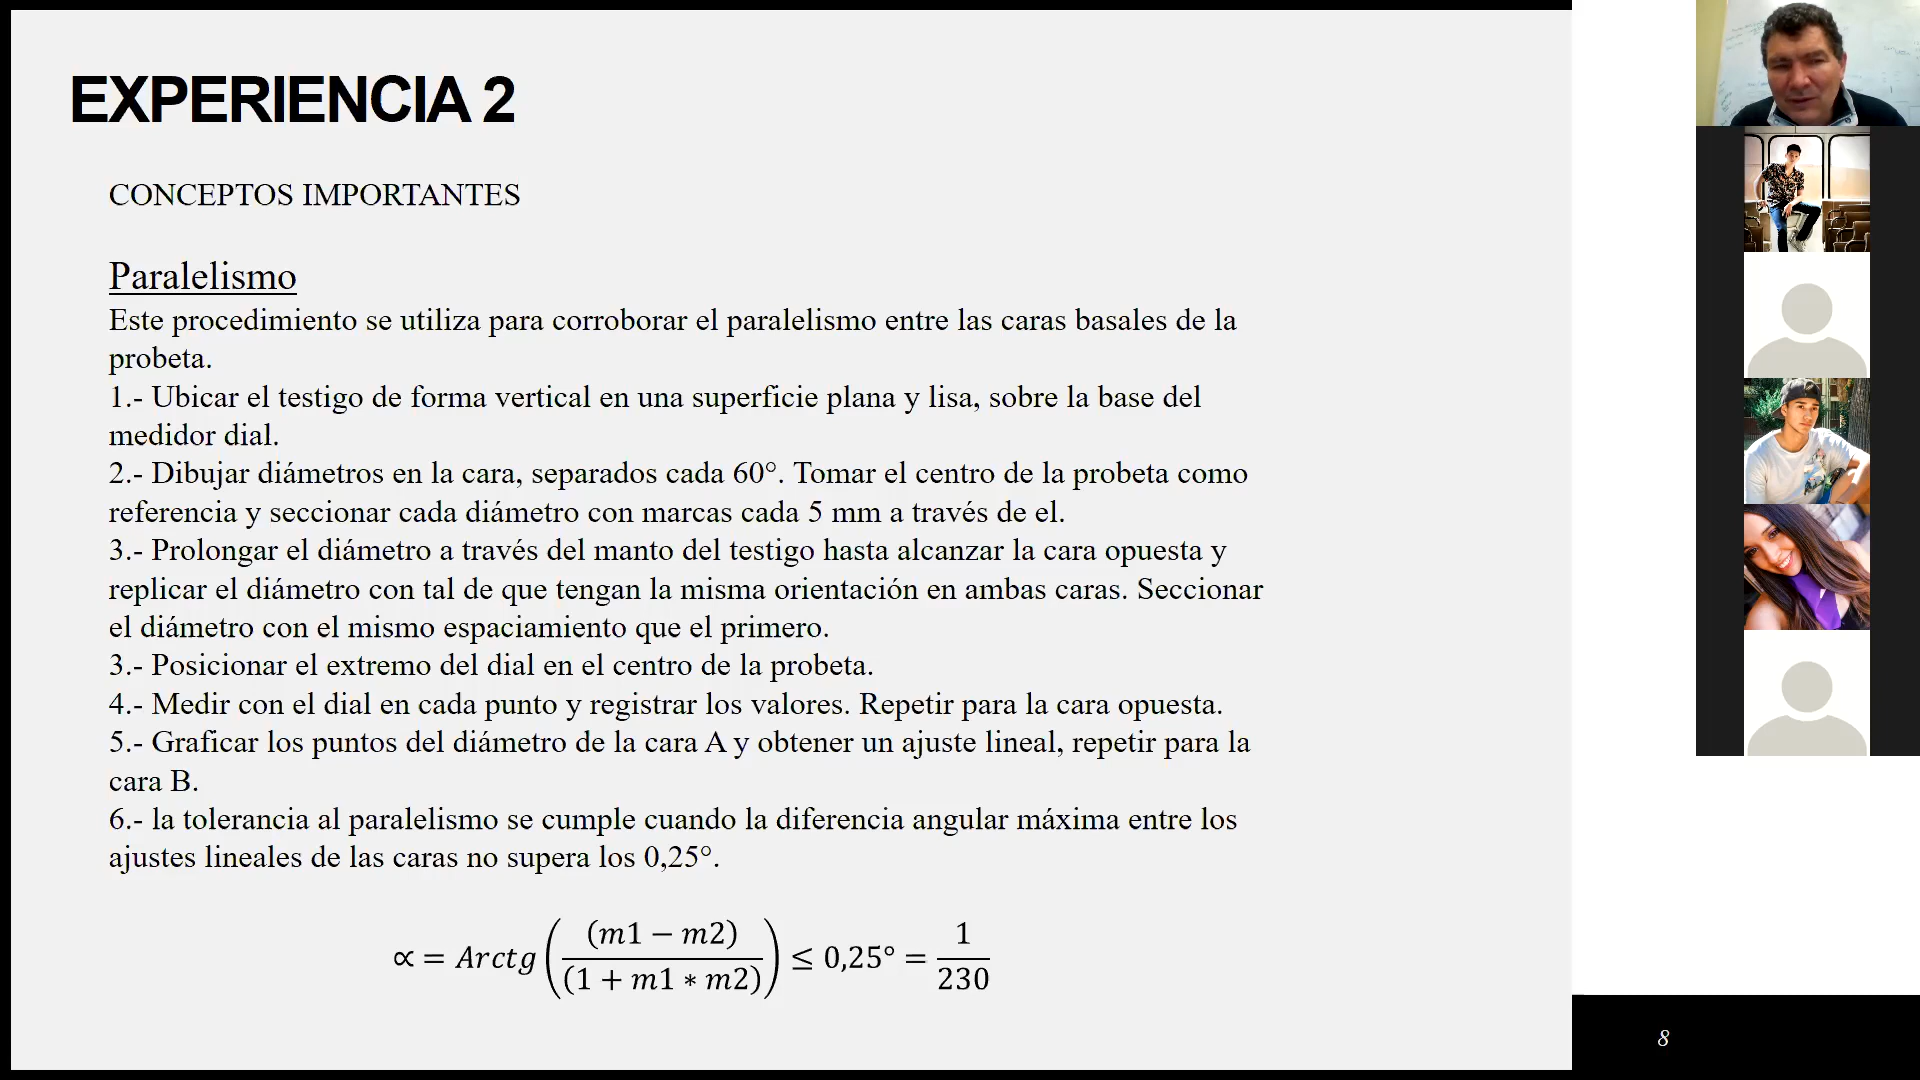 EXPERIENCIA 2
CONCEPTOS IMPORTANTES
Paralelismo
Este procedimiento se utiliza para corroborar el paralelismo entre las caras basales de la
probeta.
1.- Ubicar el testigo de forma vertical en una superficie plana y lisa, sobre la base del
medidor dial.
2.- Dibujar diámetros en la cara, separados cada 60°. Tomar el centro de la probeta como
referencia y seccionar cada diámetro con marcas cada 5 mm a través de el.
3.- Prolongar el diámetro a través del manto del testigo hasta alcanzar la cara opuesta y
replicar el diámetro con tal de que tengan la misma orientación en ambas caras. Seccionar
el diámetro con el mismo espaciamiento que el primero.
3.- Posicionar el extremo del dial en el centro de la probeta.
4.- Medir con el dial en cada punto y registrar los valores. Repetir para la cara opuesta.
5.- Graficar los puntos del diámetro de la cara A y obtener un ajuste lineal, repetir para la
cara B.
6.- la tolerancia al paralelismo se cumple cuando la diferencia angular máxima entre los
ajustes lineales de las caras no supera los 0,25°.
∝ = Arctg ((m1 − m2) / (1 + m1 ∗ m2)) ≤ 0,25° = 1/230
8